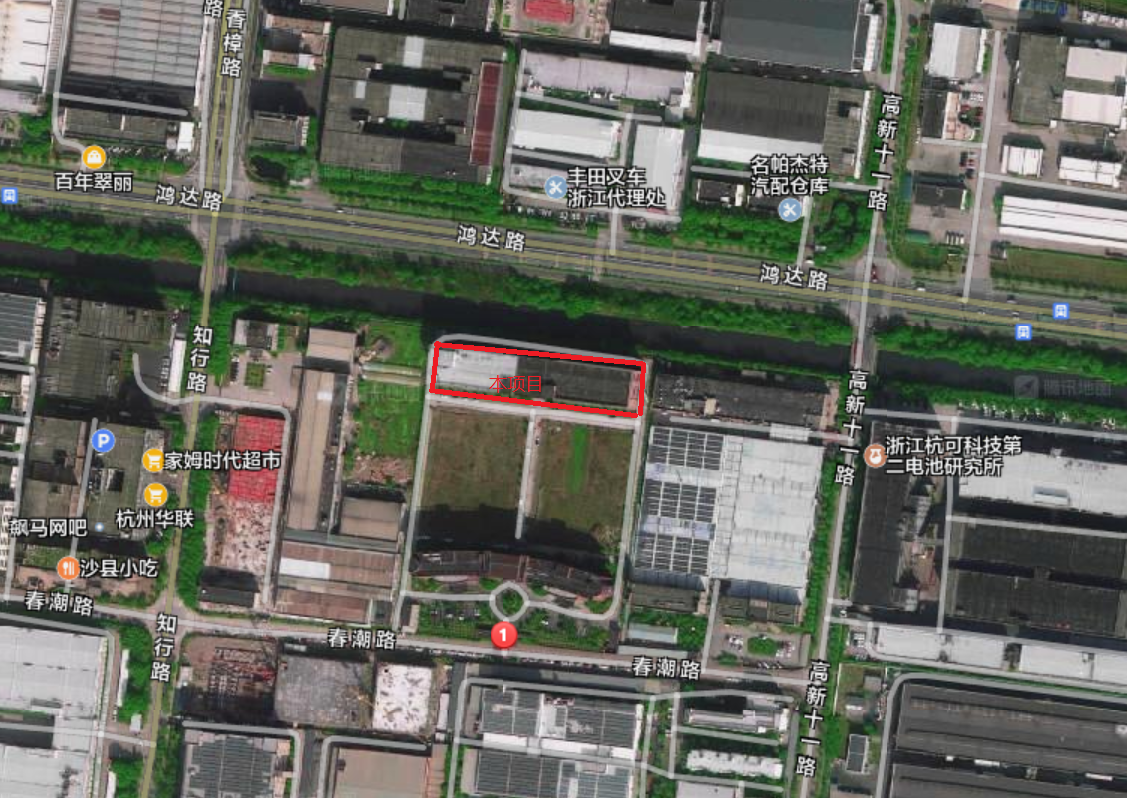 路
香樟路
高新十一路
百年翠丽
鸿达路
丰田叉车
浙江代理处
名帕杰特
汽配仓库
鸿达路
鸿达路
知行路
本项目
腾讯地图
高新十一路
P
家姆时代超市
浙江杭可科技第
二电池研究所
杭州华联
飙马网吧
沙县小吃
春潮路
知行路
1
春潮路
春潮路
高新十一路